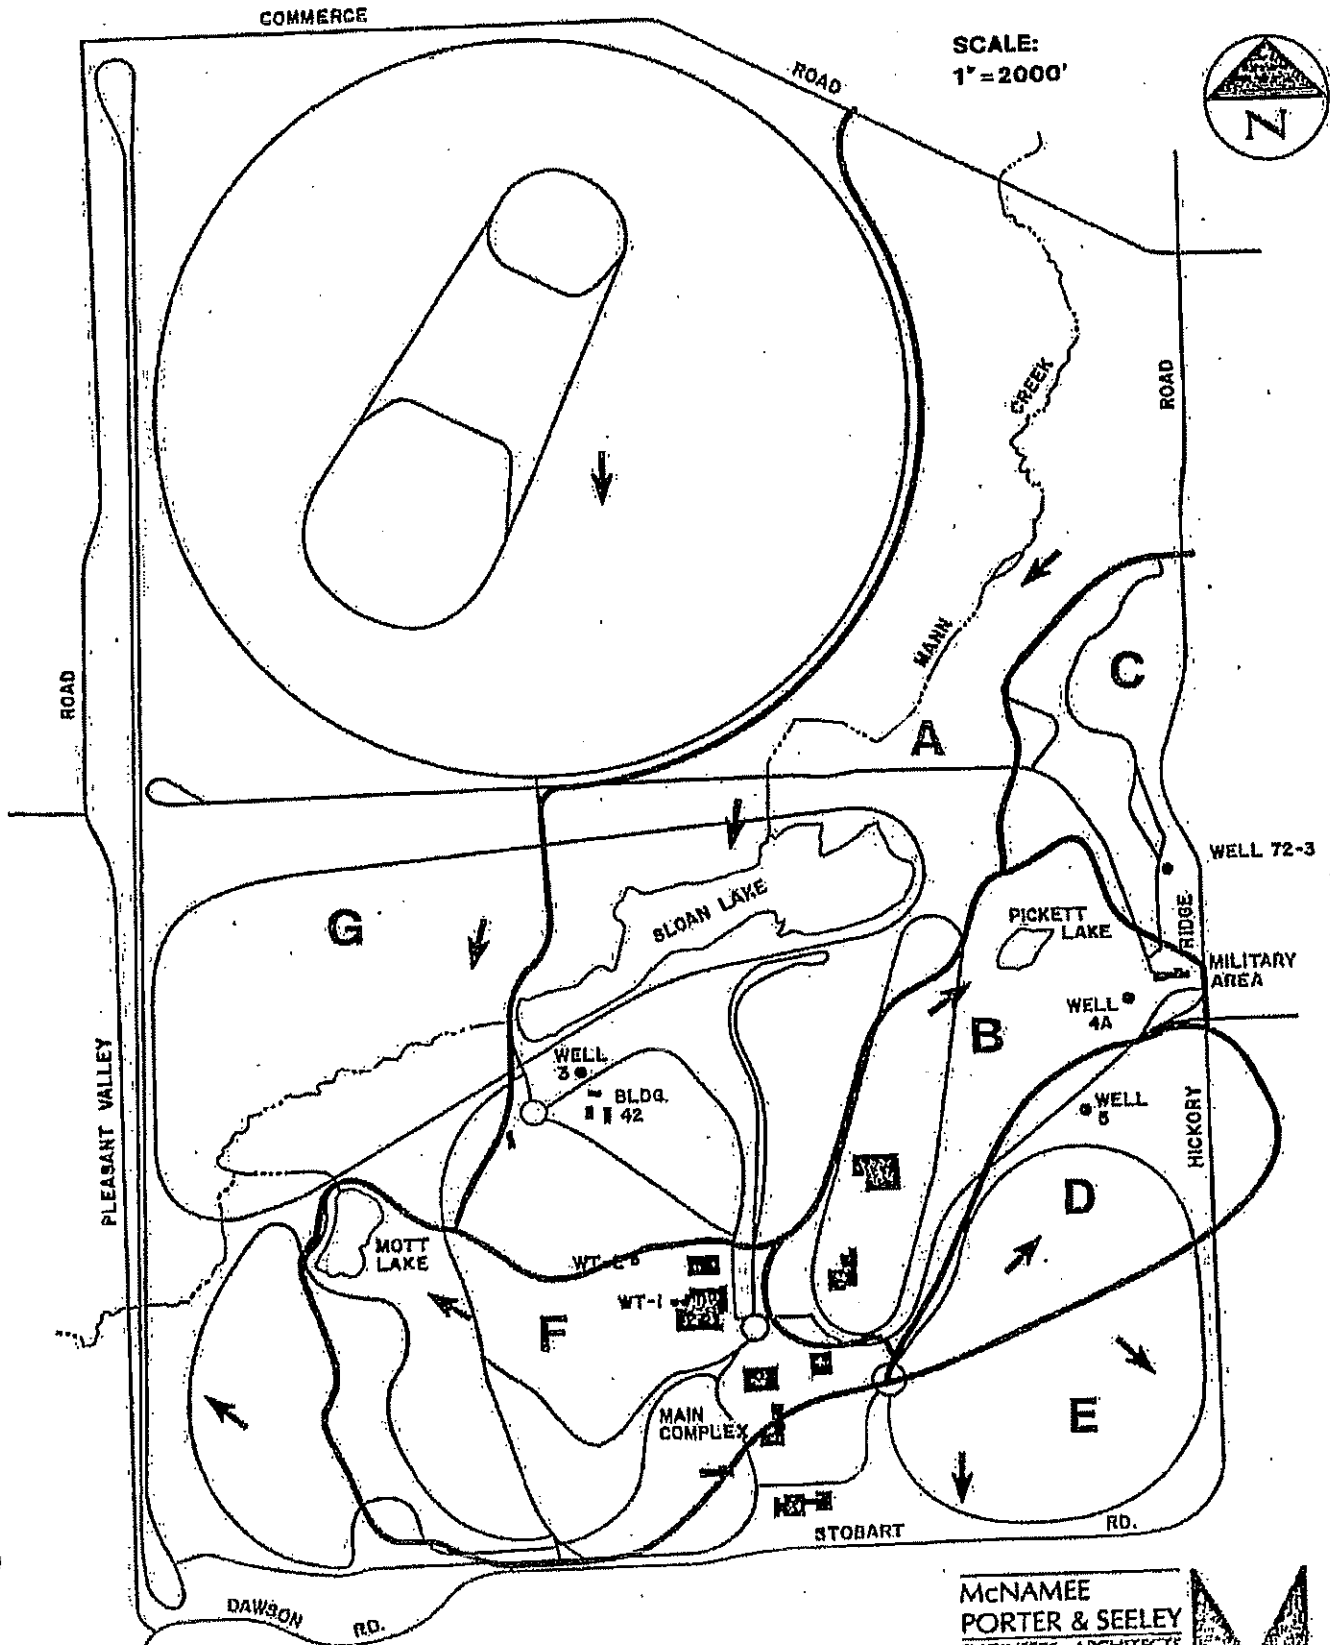 COMMERCE
ROAD
SCALE:
1" = 2000'
N
CREEK
ROAD
MANN
C
A
ROAD
WELL 72-3
G
SLOAN LAKE
PICKETT
LAKE
RIDGE
MILITARY
AREA
WELL
4A
B
WELL
3
BLDG.
42
WELL
5
PLEASANT VALLEY
HICKORY
D
MOTT
LAKE
WT-1
F
E
MAIN
COMPLEX
STOBART
RD.
DAWSON
RD.
McNAMEE
PORTER & SEELEY